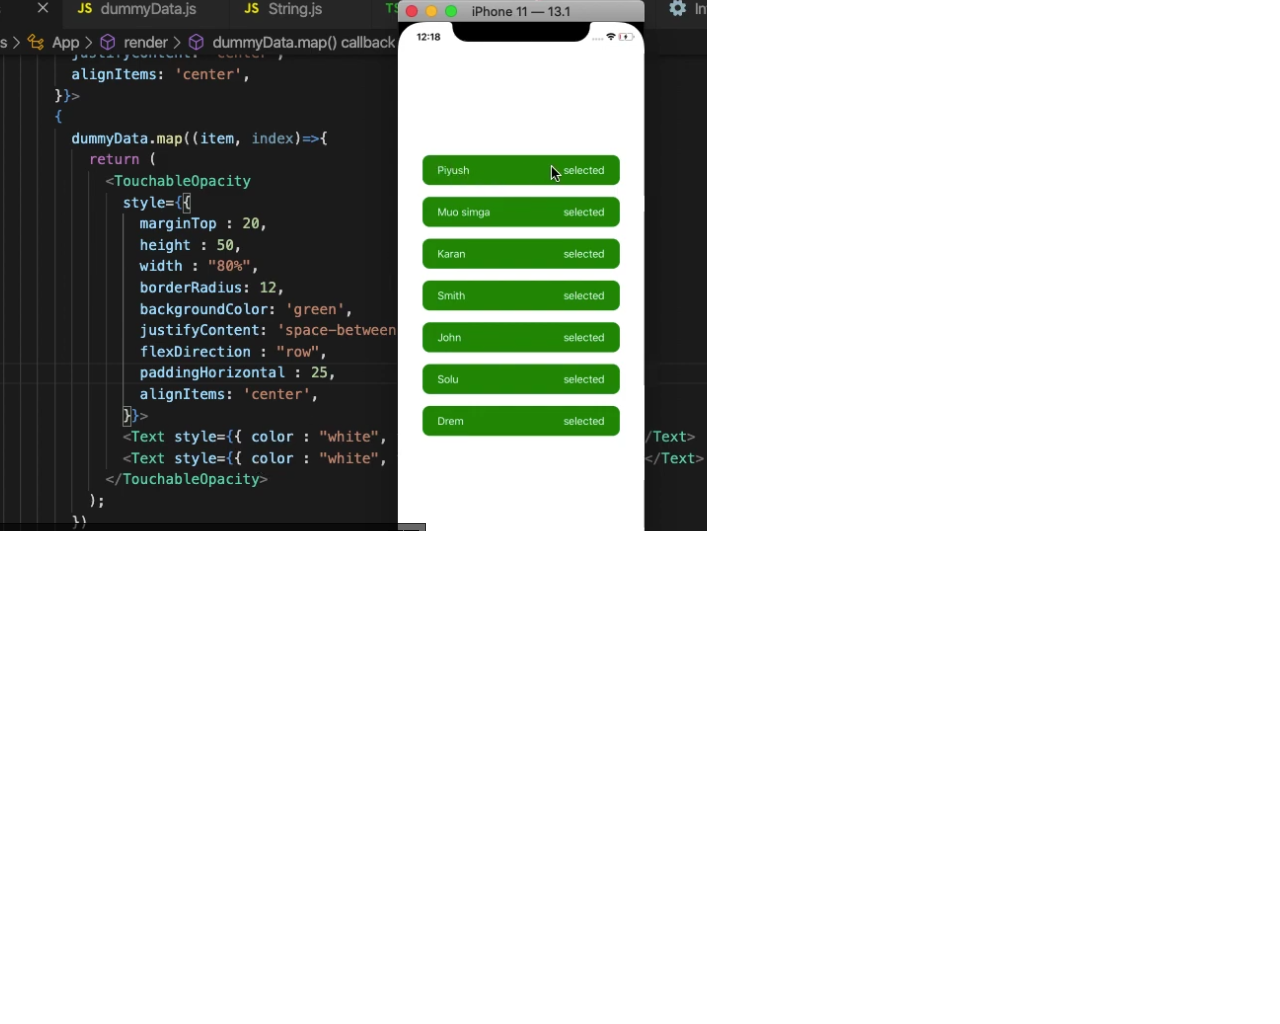 JS dummyData.js JS String.js TS
iPhone 11 — 13.1
s > App > render > dummyData.map() callback
12:18
justifyContent: 'center',
alignItems: 'center',
}}>
{
dummyData.map((item, index)=>{
return (
<TouchableOpacity
style={{
marginTop : 20,
height : 50,
width : "80%",
borderRadius: 12,
backgroundColor: 'green',
justifyContent: 'space-between
flexDirection : "row",
paddingHorizontal : 25,
alignItems: 'center',
}}>
<Text style={{ color : "white", /Text>
<Text style={{ color : "white", </Text>
</TouchableOpacity>
);
})
Piyush selected
Muo simga selected
Karan selected
Smith selected
John selected
Solu selected
Drem selected